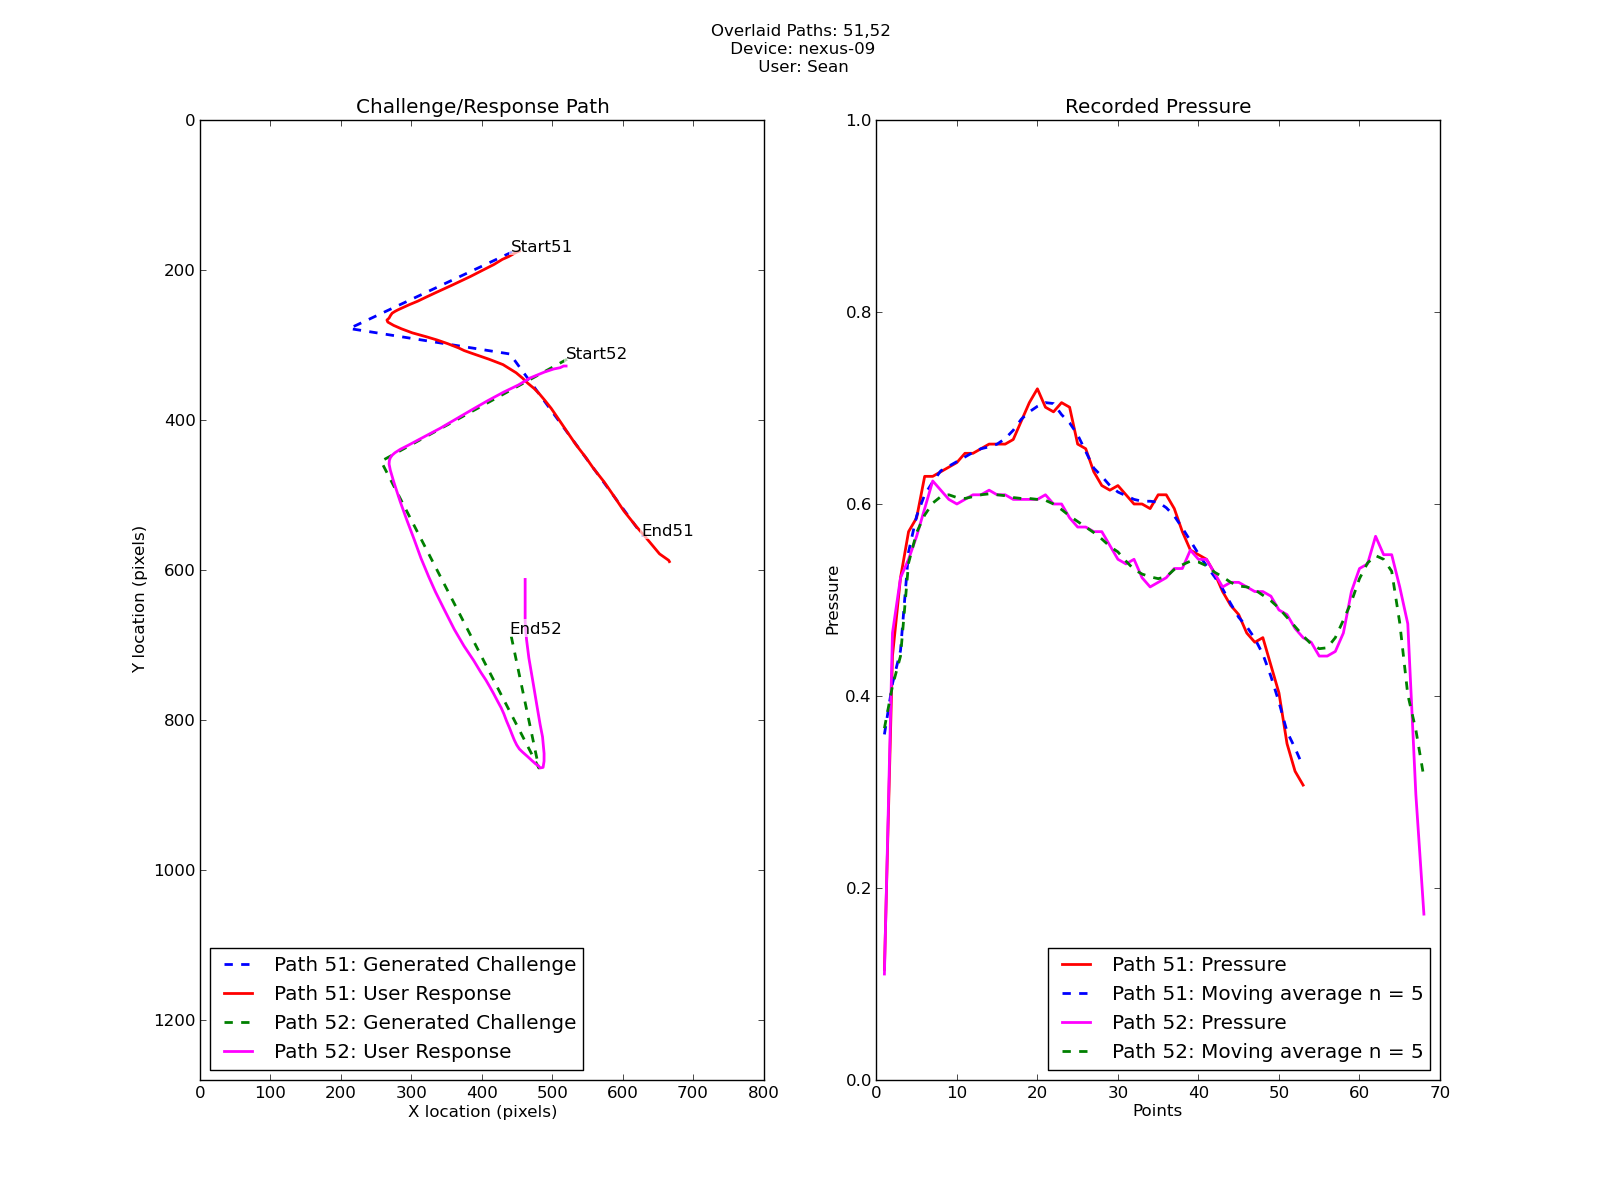 Overlaid Paths: 51,52
Device: nexus-09
User: Sean
Challenge/Response Path
0
200
400
600
800
1000
1200
Y location (pixels)
Start51
Start52
End51
End52
Path 51: Generated Challenge
Path 51: User Response
Path 52: Generated Challenge
Path 52: User Response
0 100 200 300 400 500 600 700 800
X location (pixels)
Recorded Pressure
1.0
0.8
0.6
0.4
0.2
0.0
Pressure
Path 51: Pressure
Path 51: Moving average n = 5
Path 52: Pressure
Path 52: Moving average n = 5
0 10 20 30 40 50 60 70
Points